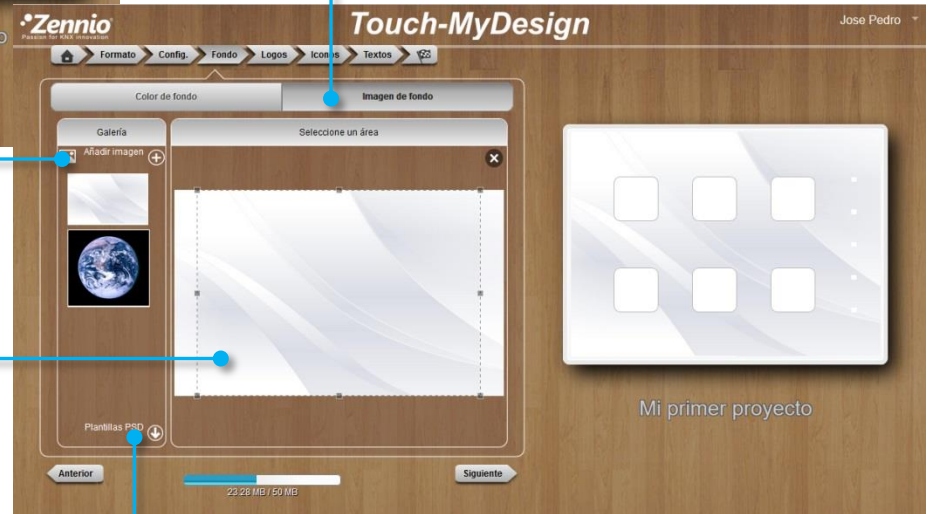 Zennio
Passion for KNX innovation
Touch-MyDesign
Jose Pedro
Formato
Config.
Fondo
Logos
Iconos
Textos
Color de fondo
Imagen de fondo
Galería
Seleccione un área
Añadir imagen
Plantillas PSD
Mi primer proyecto
Anterior
23.28 MB / 50 MB
Siguiente